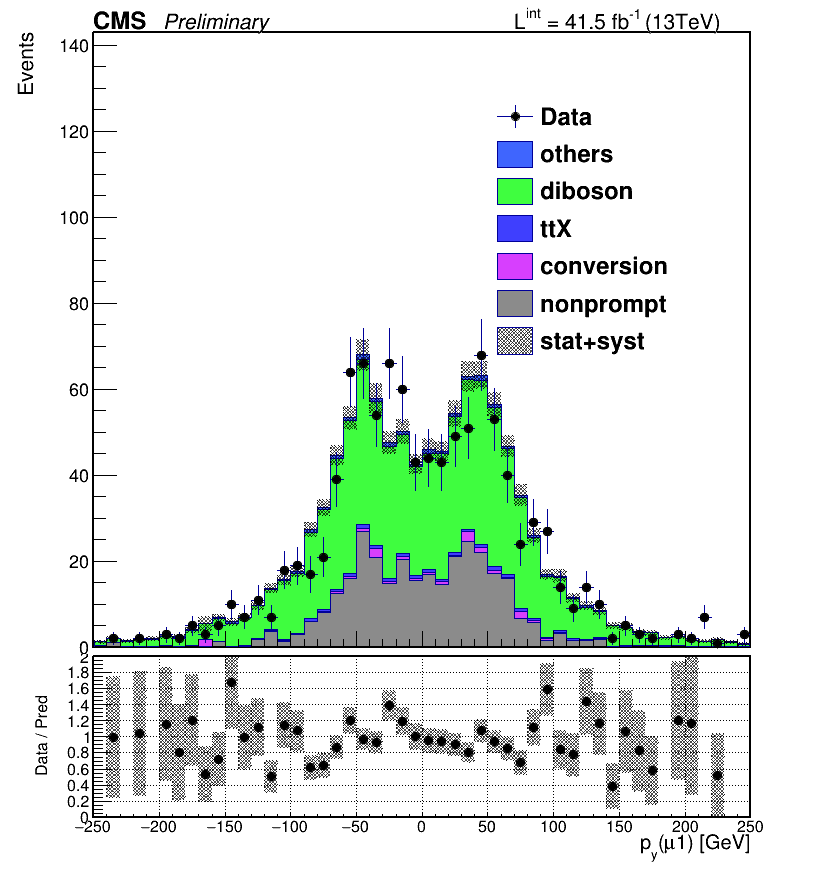 CMS Preliminary L^int = 41.5 fb^-1 (13TeV)
Events
140
120
100
80
60
40
20
0
Data
others
diboson
ttX
conversion
nonprompt
stat+syst
Data / Pred
2
1.8
1.6
1.4
1.2
1
0.8
0.6
0.4
0.2
0
−250 −200 −150 −100 −50 0 50 100 150 200 250
p_y(μ1) [GeV]